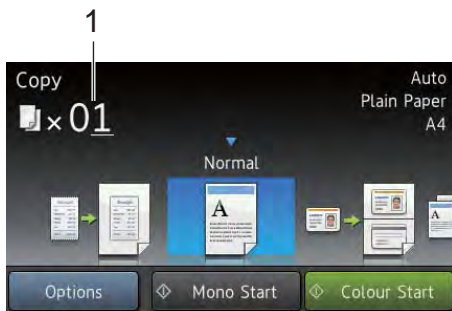 1
Copy
×01
Auto
Plain Paper
A4
Normal
A
A
Options
Mono Start
Colour Start